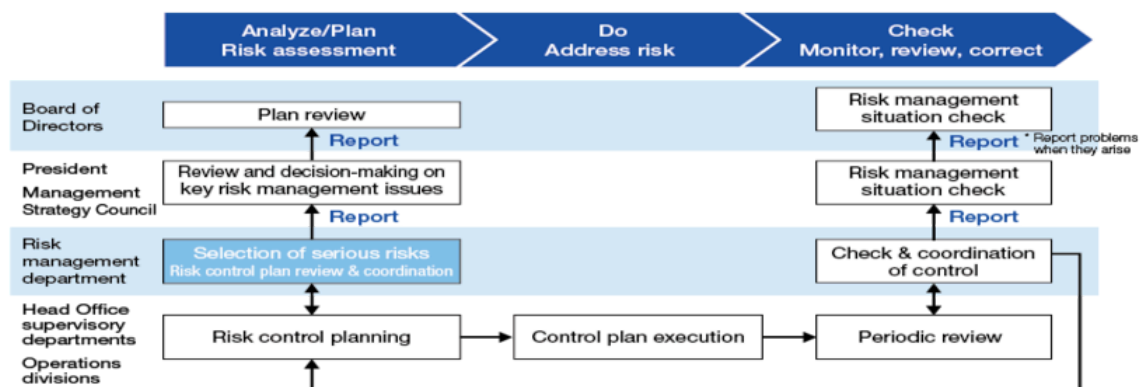 Analyze/Plan
Risk assessment
Do
Address risk
Check
Monitor, review, correct
Board of
Directors
Plan review
Risk management
situation check
Report
Report
* Report problems
when they arise
President
Management
Strategy Council
Review and decision-making on
key risk management issues
Risk management
situation check
Report
Report
Risk
management
department
Selection of serious risks
Risk control plan review & coordination
Check & coordination
of control
Head Office
supervisory
departments
Operations
divisions
Risk control planning
Control plan execution
Periodic review